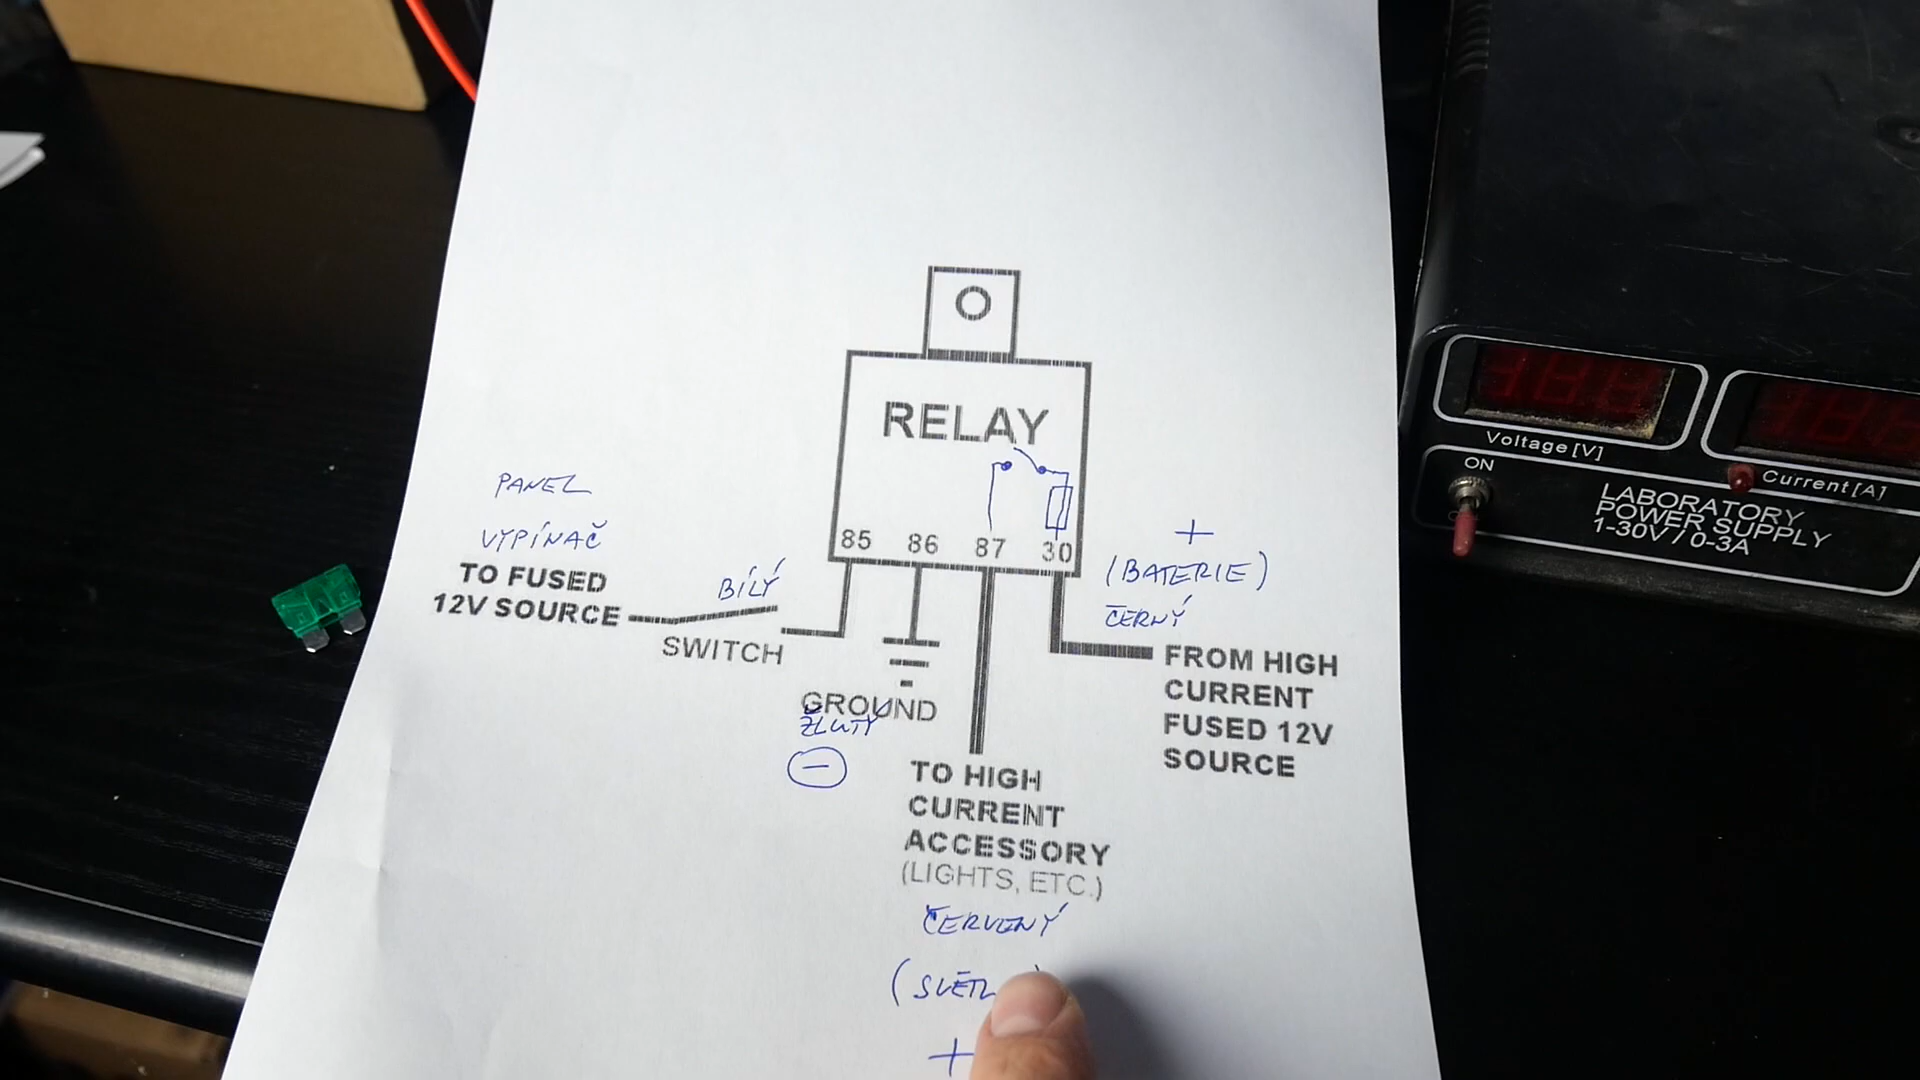 RELAY
85 86 87 30
PANEL
VYPÍNAČ
TO FUSED
12V SOURCE
BÍLÝ
SWITCH
GROUND
ŽLUTÝ
−
+
(BATERIE)
ČERNÝ
FROM HIGH
CURRENT
FUSED 12V
SOURCE
TO HIGH
CURRENT
ACCESSORY
(LIGHTS, ETC.)
ČERVENÝ
+
Voltage[V]
Current[A]
ON
LABORATORY
POWER SUPPLY
1-30V / 0-3A